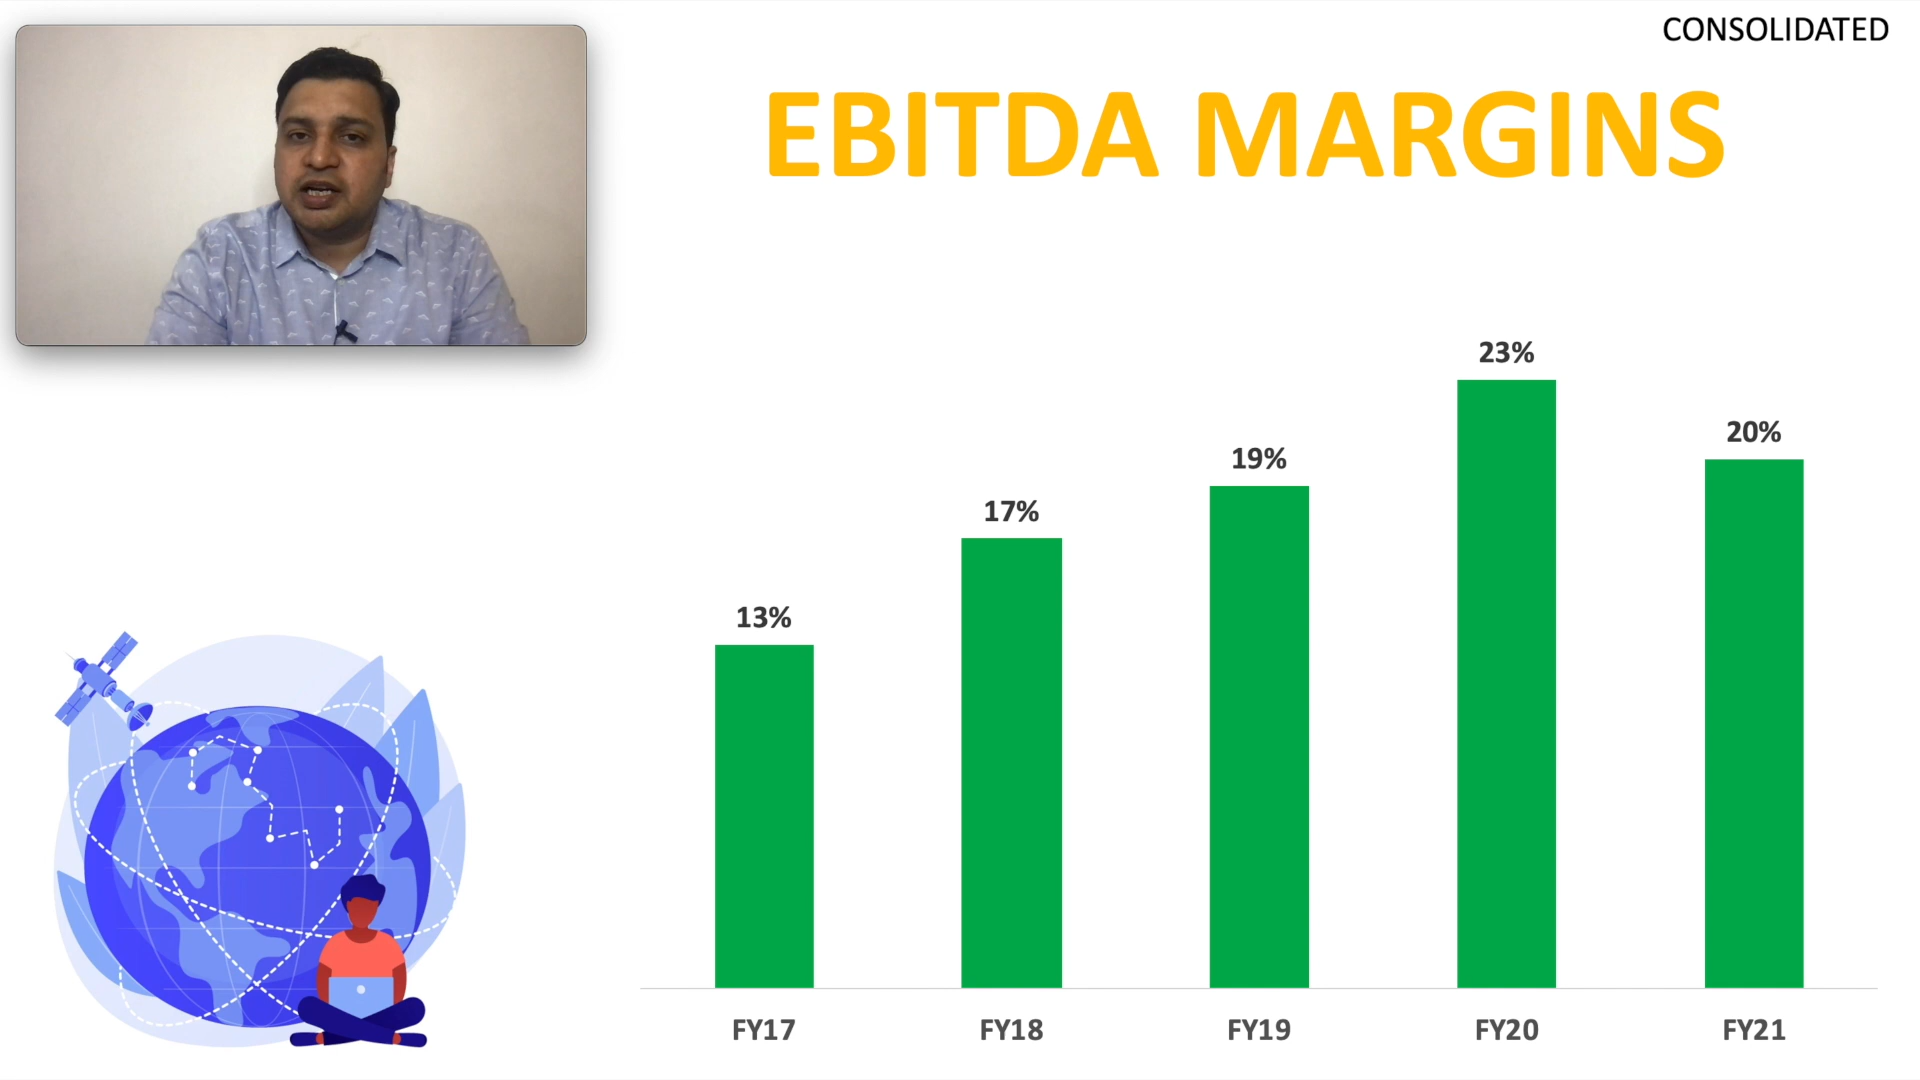 CONSOLIDATED
EBITDA MARGINS
23%
20%
19%
17%
13%
FY17 FY18 FY19 FY20 FY21